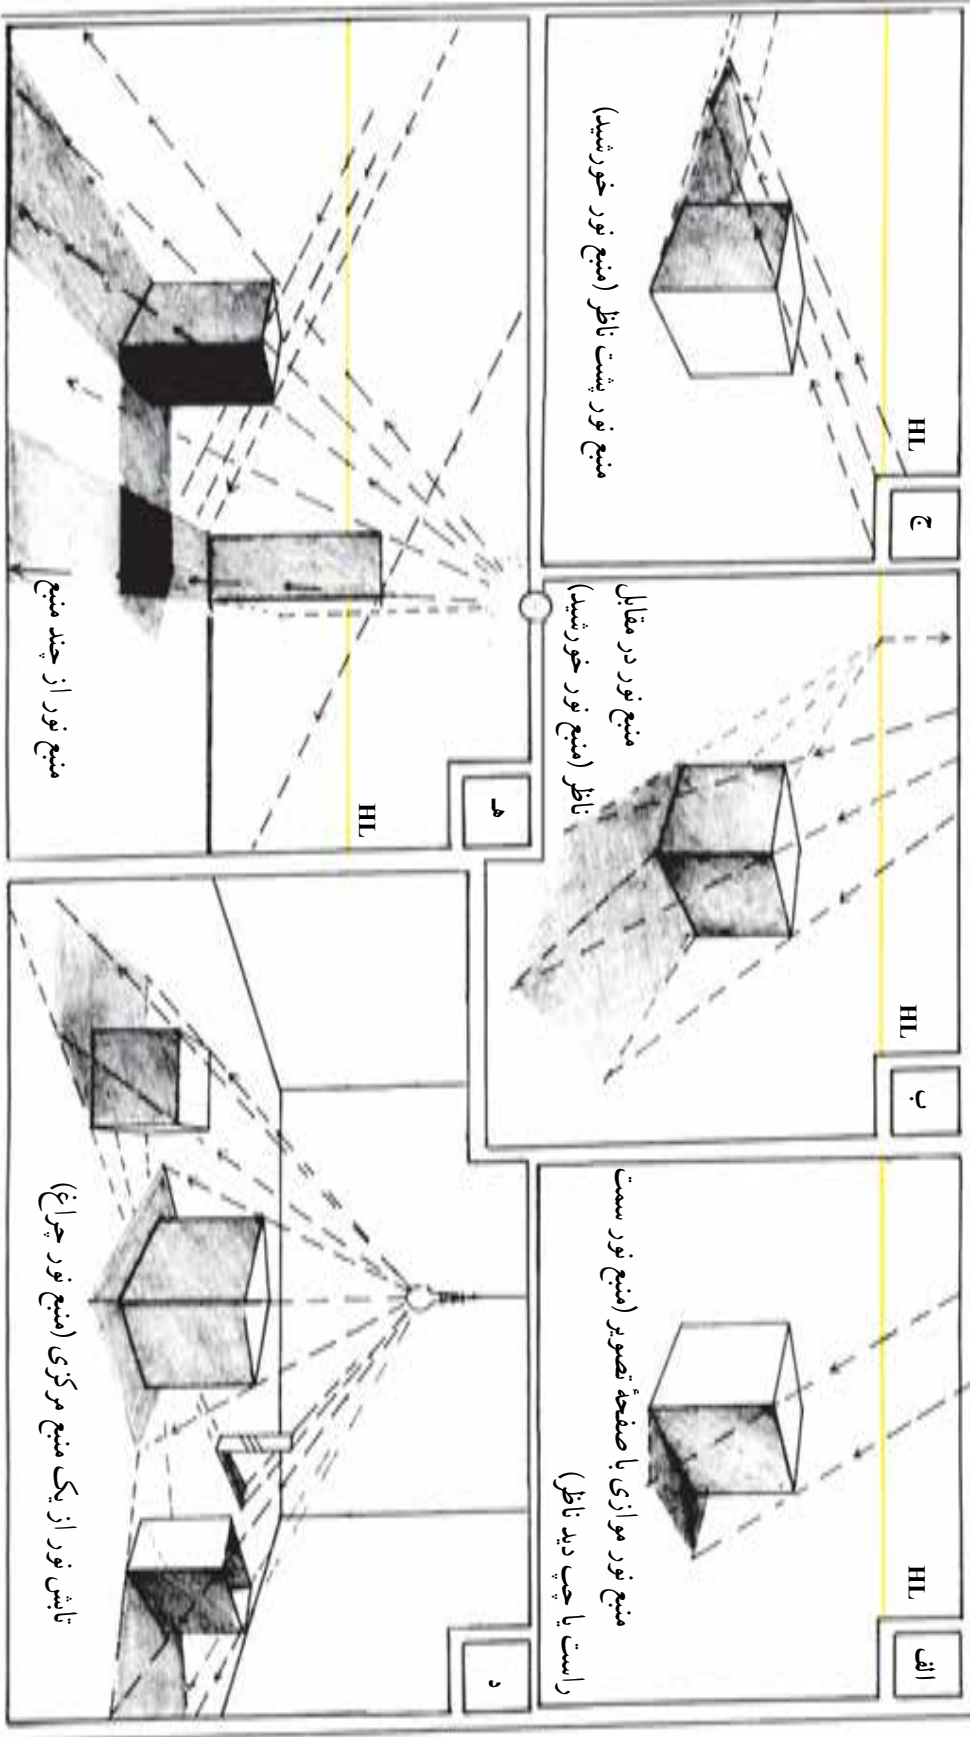 الف
HL
منبع نور موازی با صفحهٔ تصویر (منبع نور سمت
راست یا چپ دید ناظر)
ب
HL
منبع نور در مقابل
ناظر (منبع نور خورشید)
ج
HL
منبع نور پشت ناظر (منبع نور خورشید)
د
تابش نور از یک منبع مرکزی (منبع نور چراغ)
هـ
HL
منبع نور از چند منبع